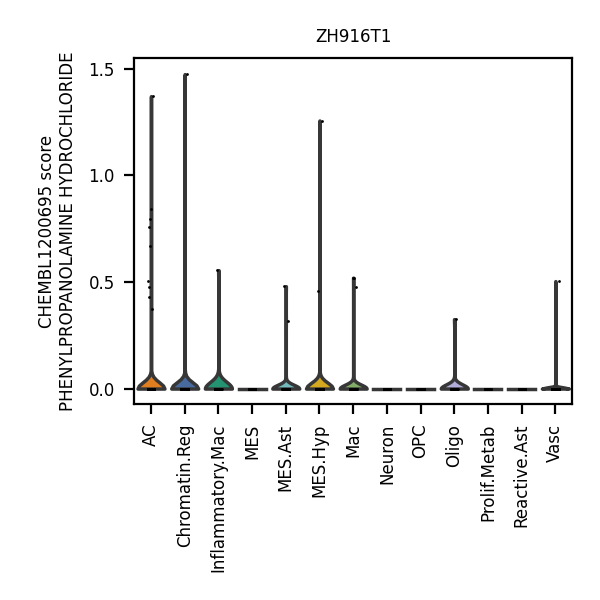 ZH916T1
CHEMBL1200695 score
PHENYLPROPANOLAMINE HYDROCHLORIDE
1.5
1.0
0.5
0.0
AC
Chromatin.Reg
Inflammatory.Mac
MES
MES.Ast
MES.Hyp
Mac
Neuron
OPC
Oligo
Prolif.Metab
Reactive.Ast
Vasc